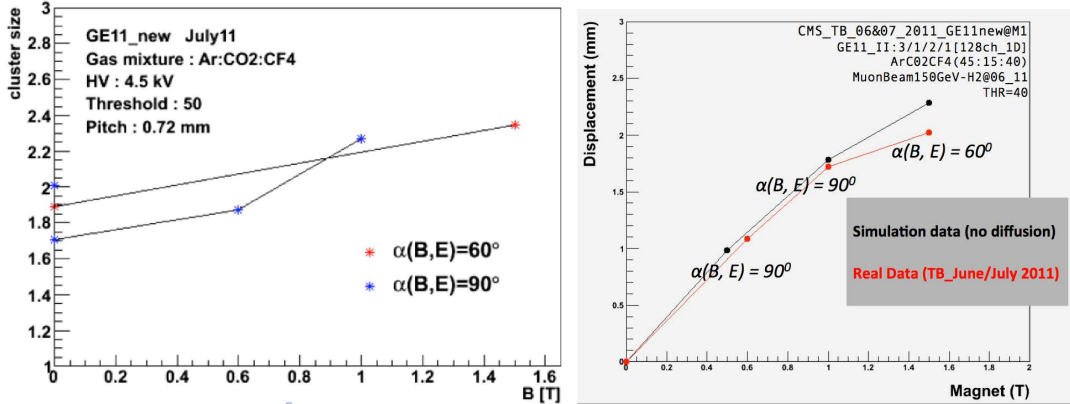 cluster size
3
2.8
2.6
2.4
2.2
2
1.8
1.6
1.4
1.2
1
GE11_new July11
Gas mixture : Ar:CO2:CF4
HV : 4.5 kV
Threshold : 50
Pitch : 0.72 mm
α(B,E)=60°
α(B,E)=90°
0 0.2 0.4 0.6 0.8 1 1.2 1.4 1.6
B [T]
Displacement (mm)
3
2.5
2
1.5
1
0.5
0
CMS_TB_06&07_2011_GE11new@M1
GE11_II:3/1/2/1[128ch_1D]
ArCO2CF4(45:15:40)
MuonBeam150GeV-H2@06_11
THR=40
α(B, E) = 60⁰
α(B, E) = 90⁰
α(B, E) = 90⁰
Simulation data (no diffusion)
Real Data (TB_June/July 2011)
0 0.2 0.4 0.6 0.8 1 1.2 1.4 1.6 1.8 2
Magnet (T)